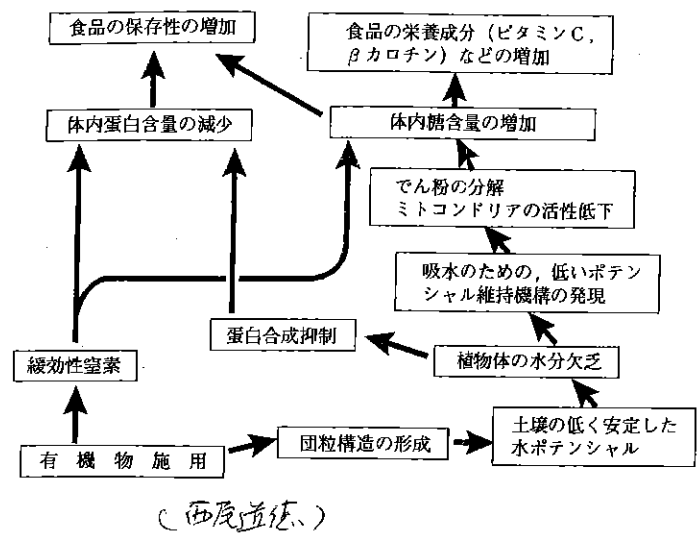 食品の保存性の増加
食品の栄養成分（ビタミンC，
βカロチン）などの増加
体内蛋白含量の減少
体内糖含量の増加
でん粉の分解
ミトコンドリアの活性低下
吸水のための，低いポテン
シャル維持機構の発現
蛋白合成抑制
植物体の水分欠乏
緩効性窒素
土壌の低く安定した
水ポテンシャル
団粒構造の形成
有機物施用
（西尾道徳、）